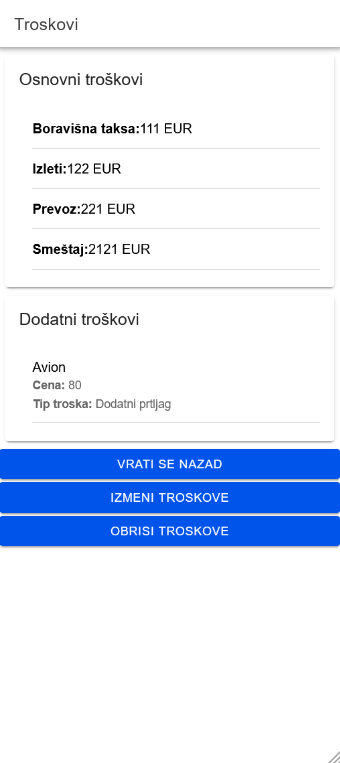 Troskovi
Osnovni troškovi
Boravišna taksa:111 EUR
Izleti:122 EUR
Prevoz:221 EUR
Smeštaj:2121 EUR
Dodatni troškovi
Avion
Cena: 80
Tip troska: Dodatni prtljag
VRATI SE NAZAD
IZMENI TROSKOVE
OBRISI TROSKOVE